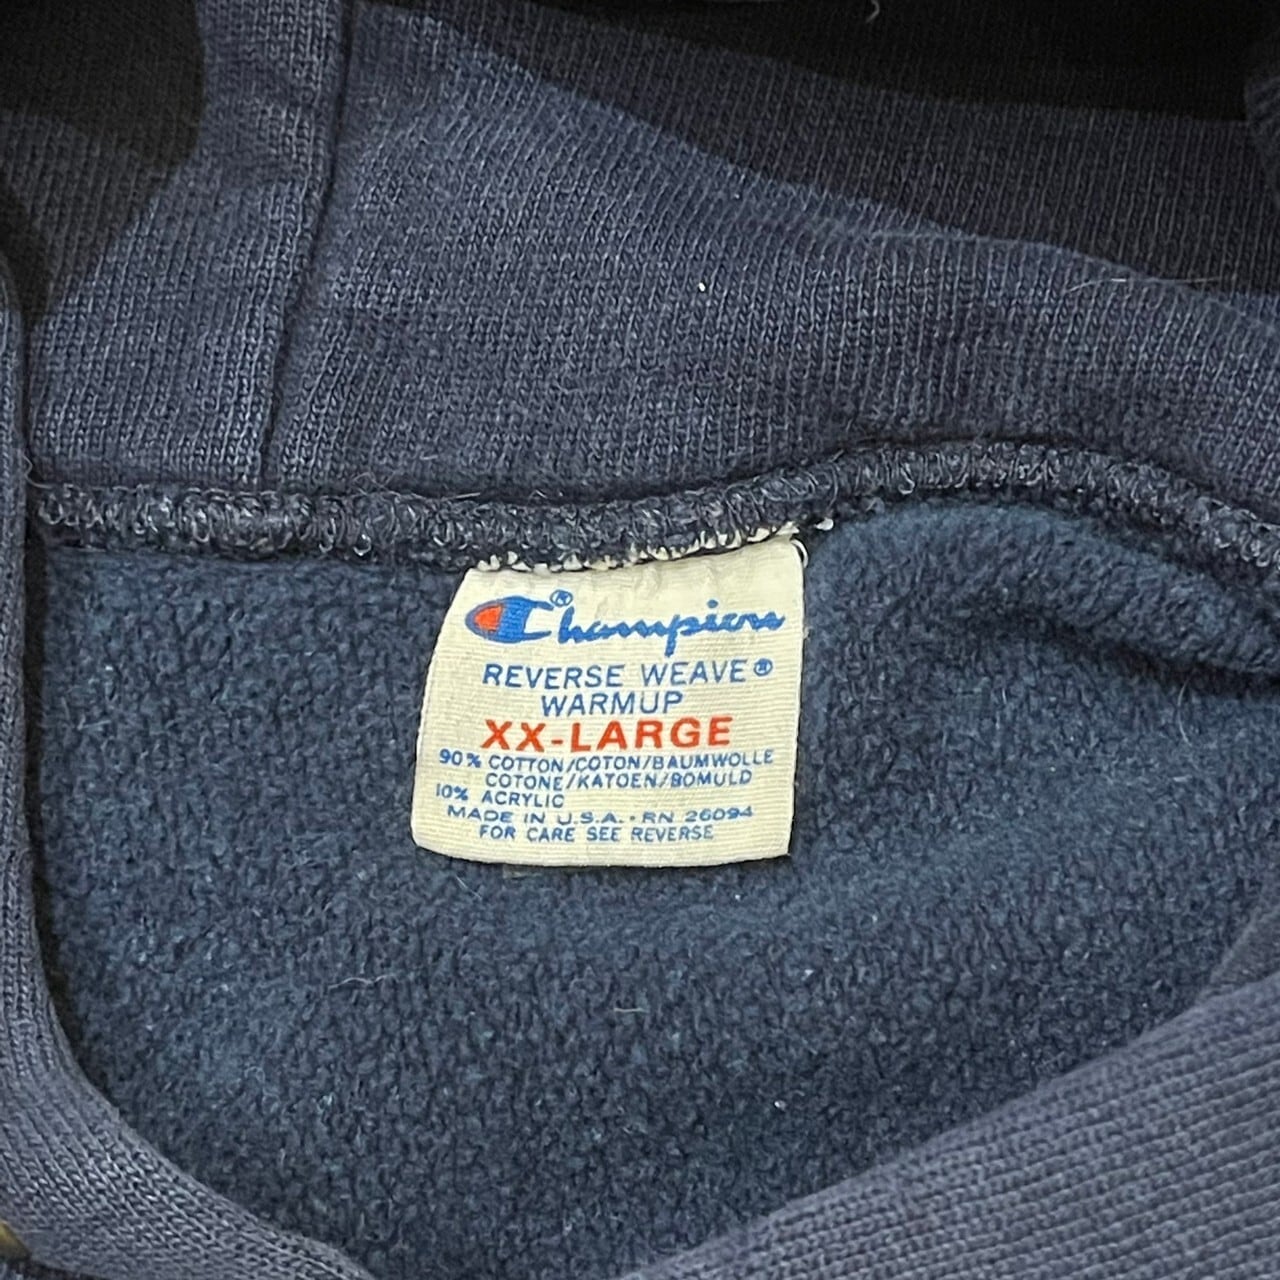 Champion®
REVERSE WEAVE®
WARMUP
XX-LARGE
90% COTTON/COTON/BAUMWOLLE
COTONE/KATOEN/BOMULD
10% ACRYLIC
MADE IN U.S.A. · RN 26094
FOR CARE SEE REVERSE